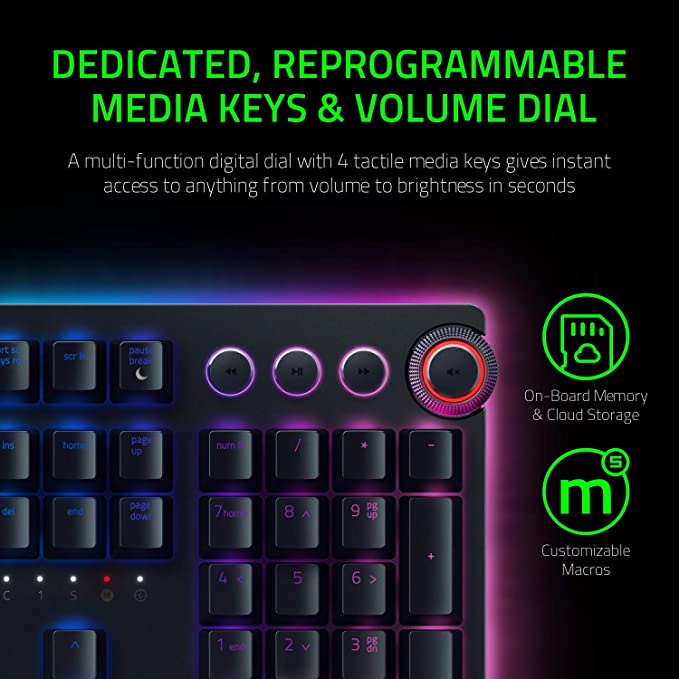 DEDICATED, REPROGRAMMABLE
MEDIA KEYS & VOLUME DIAL
A multi-function digital dial with 4 tactile media keys gives instant
access to anything from volume to brightness in seconds
scr lk
pause
break
On-Board Memory
& Cloud Storage
ins
home
page
up
num
/
*
-
5
m
del
end
page
down
7 home
8
9 pg
up
+
Customizable
Macros
C
1
S
M
4
5
6
1 end
2
3 pg
dn